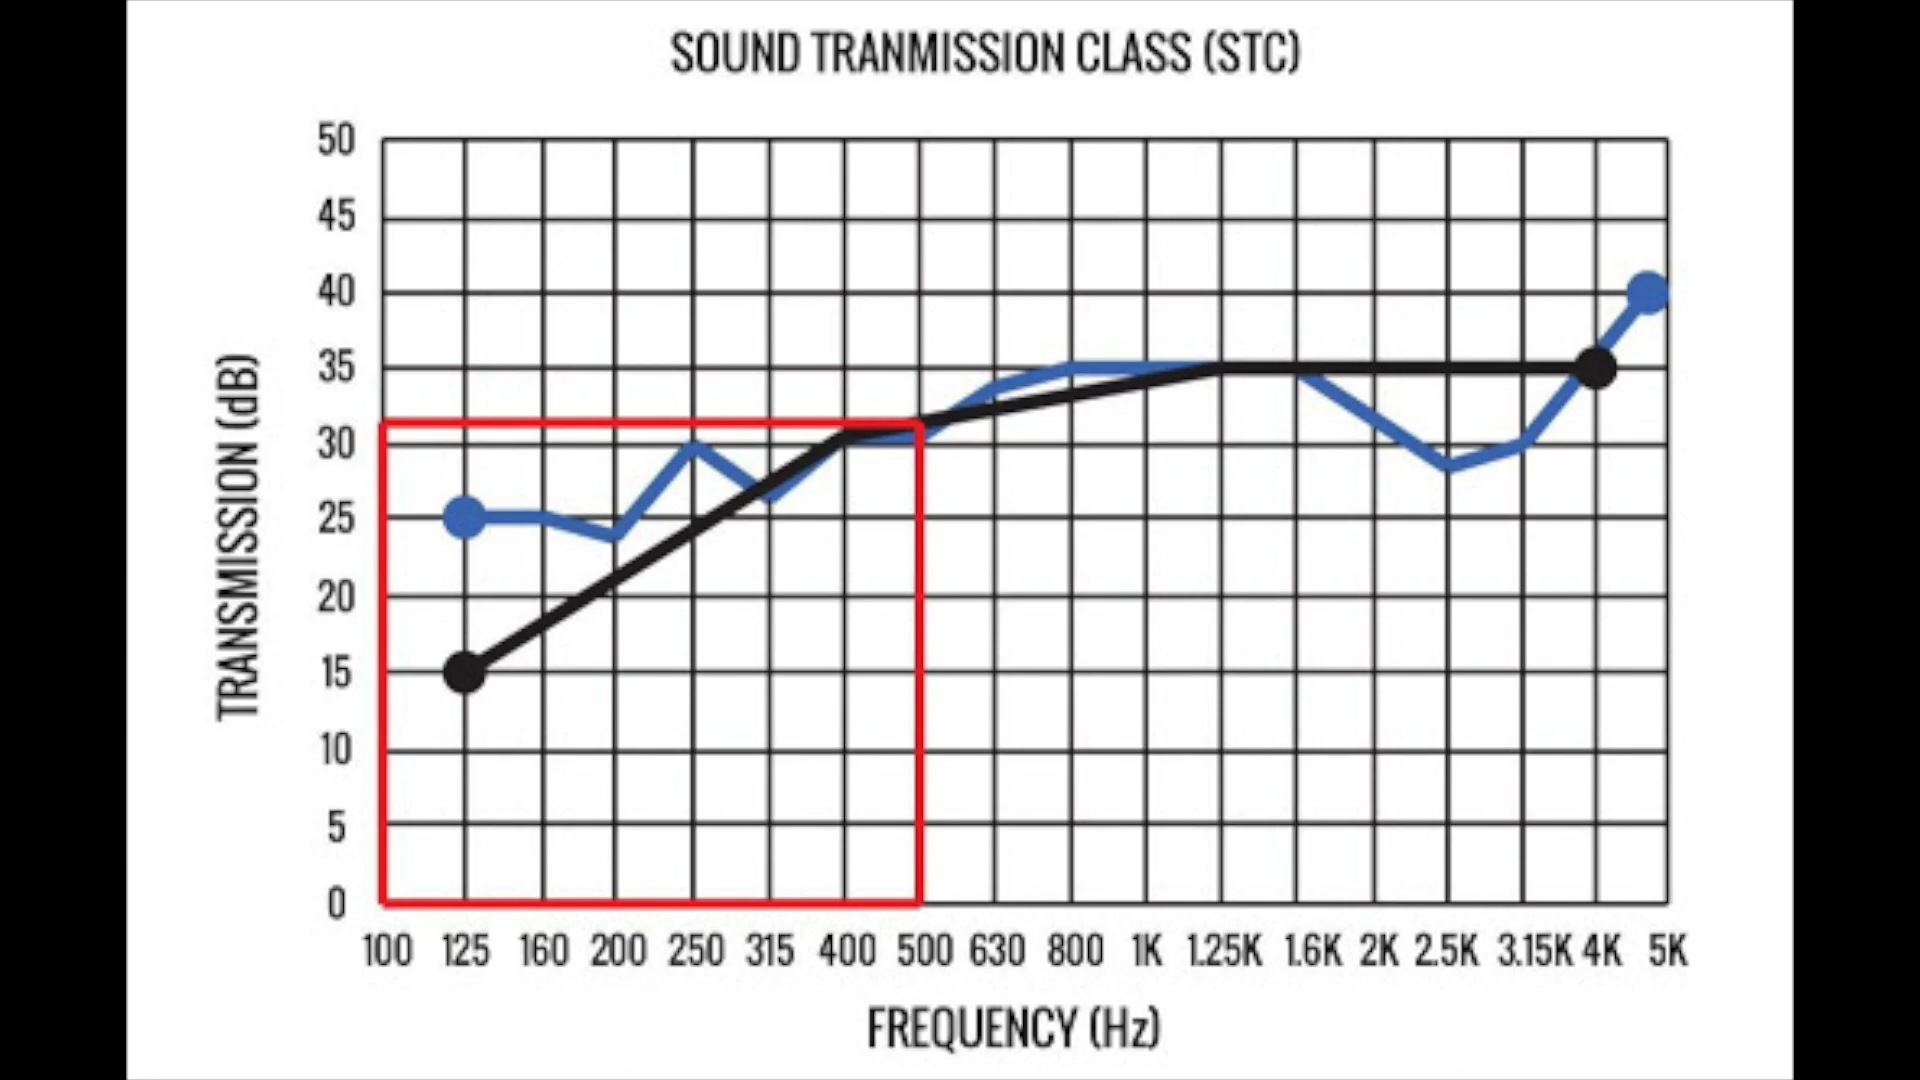 SOUND TRANMISSION CLASS (STC)
50
45
40
35
30
25
20
15
10
5
0
TRANSMISSION (dB)
100 125 160 200 250 315 400 500 630 800 1K 1.25K 1.6K 2K 2.5K 3.15K 4K 5K
FREQUENCY (Hz)